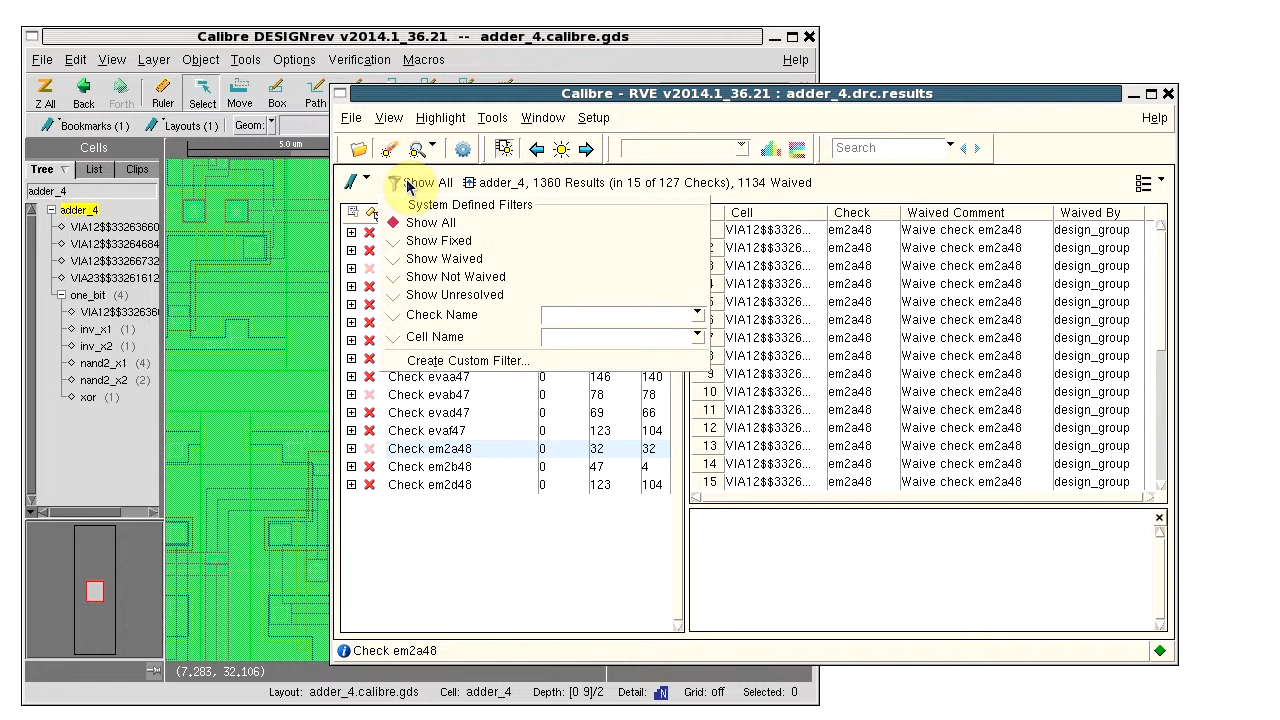 Calibre DESIGNrev v2014.1_36.21 -- adder_4.calibre.gds
File Edit View Layer Object Tools Options Verification Macros Help
Z All Back Forth Ruler Select Move Box Path
Bookmarks (1) Layouts (1) Geom:
Cells
5.0 um
Tree List Clips
adder_4
adder_4
VIA12$$33263660
VIA12$$33264684
VIA12$$33266732
VIA23$$33261612
one_bit (4)
VIA12$$3326366
inv_x1 (1)
inv_x2 (1)
nand2_x1 (4)
nand2_x2 (2)
xor (1)
(7.283, 32.106)
Layout: adder_4.calibre.gds Cell: adder_4 Depth: [0 9]/2 Detail: Grid: off Selected: 0
Calibre - RVE v2014.1_36.21 : adder_4.drc.results
File View Highlight Tools Window Setup Help
Search
Show All adder_4, 1360 Results (in 15 of 127 Checks), 1134 Waived
System Defined Filters
Show All
Show Fixed
Show Waived
Show Not Waived
Show Unresolved
Check Name
Cell Name
Create Custom Filter...
Check evaa47 0 146 140
Check evab47 0 78 78
Check evad47 0 69 66
Check evaf47 0 123 104
Check em2a48 0 32 32
Check em2b48 0 47 4
Check em2d48 0 123 104
Cell Check Waived Comment Waived By
VIA12$$3326... em2a48 Waive check em2a48 design_group
VIA12$$3326... em2a48 Waive check em2a48 design_group
VIA12$$3326... em2a48 Waive check em2a48 design_group
VIA12$$3326... em2a48 Waive check em2a48 design_group
VIA12$$3326... em2a48 Waive check em2a48 design_group
VIA12$$3326... em2a48 Waive check em2a48 design_group
VIA12$$3326... em2a48 Waive check em2a48 design_group
VIA12$$3326... em2a48 Waive check em2a48 design_group
9 VIA12$$3326... em2a48 Waive check em2a48 design_group
10 VIA12$$3326... em2a48 Waive check em2a48 design_group
11 VIA12$$3326... em2a48 Waive check em2a48 design_group
12 VIA12$$3326... em2a48 Waive check em2a48 design_group
13 VIA12$$3326... em2a48 Waive check em2a48 design_group
14 VIA12$$3326... em2a48 Waive check em2a48 design_group
15 VIA12$$3326... em2a48 Waive check em2a48 design_group
Check em2a48